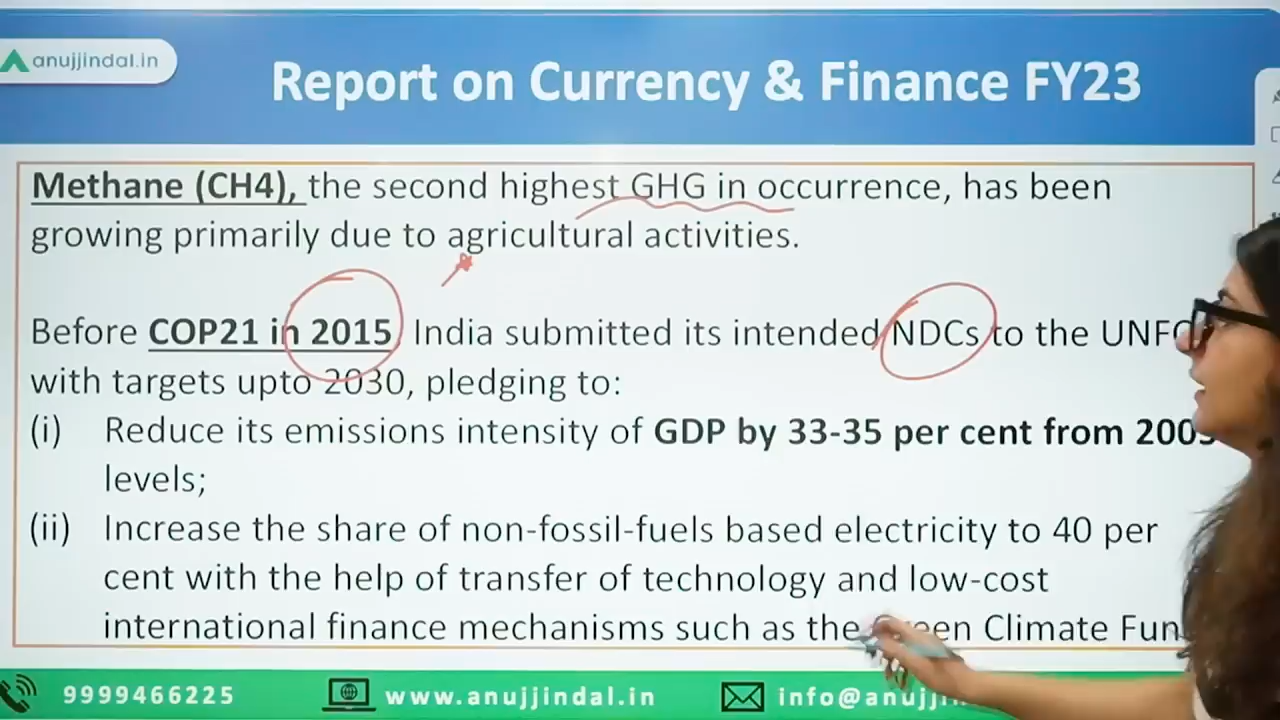 anujjindal.in
Report on Currency & Finance FY23
Methane (CH4), the second highest GHG in occurrence, has been
growing primarily due to agricultural activities.
Before COP21 in 2015, India submitted its intended NDCs to the
with targets upto 2030, pledging to:
(i) Reduce its emissions intensity of GDP by 33-35 per cent from
levels;
(ii) Increase the share of non-fossil-fuels based electricity to 40 per
cent with the help of transfer of technology and low-cost
international finance mechanisms such as the Green Climate
9999466225
www.anujjindal.in